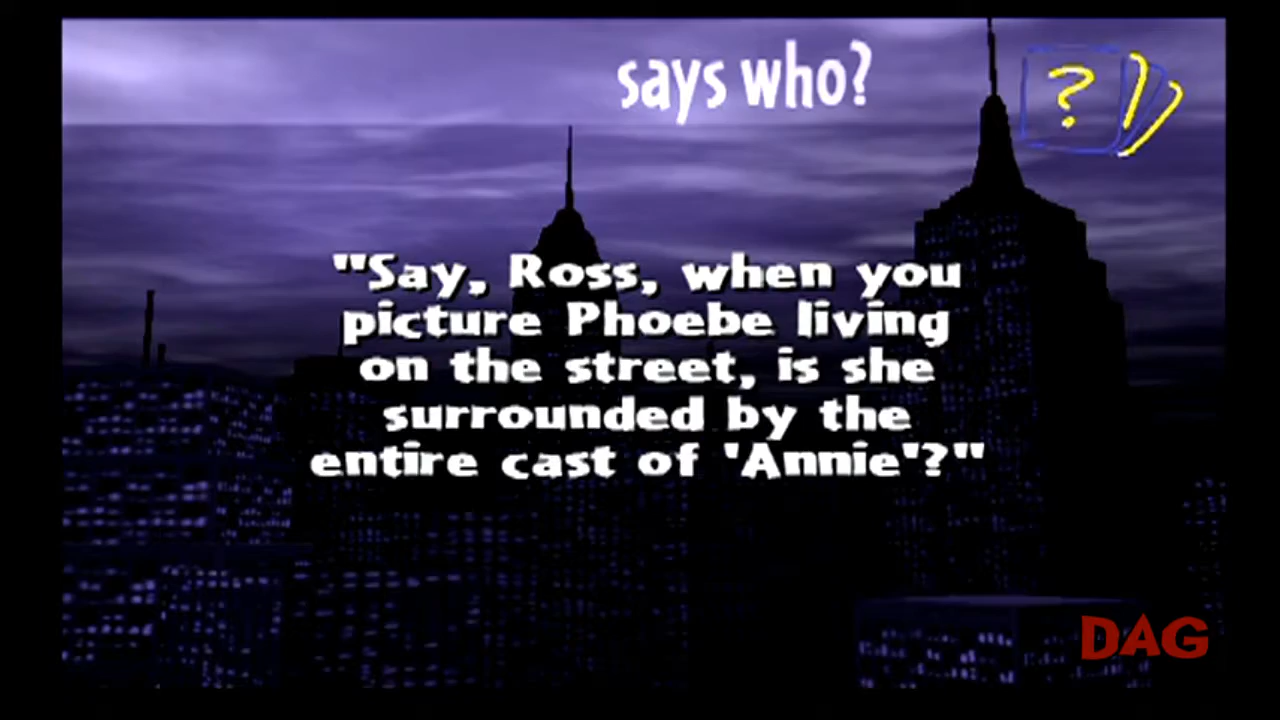 says who?
?
"Say, Ross, when you
picture Phoebe living
on the street, is she
surrounded by the
entire cast of 'Annie'?"
DAG